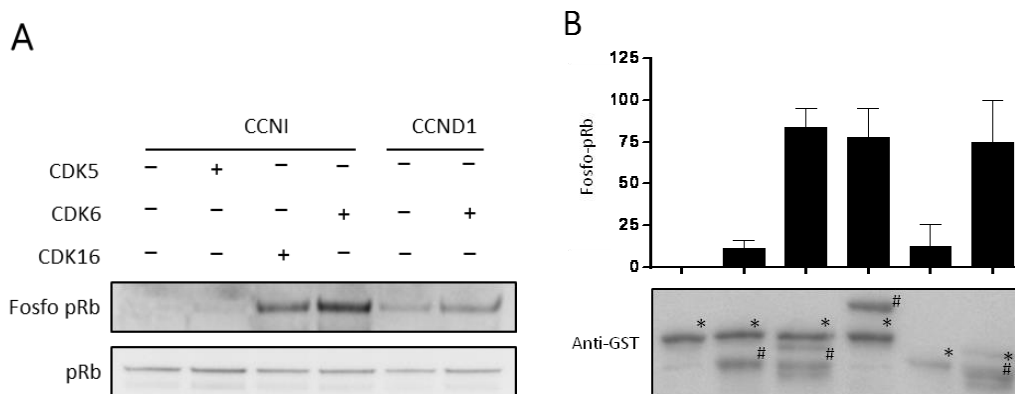 A
CCNI CCND1
CDK5 – + – – – –
CDK6 – – – + – +
CDK16 – – + – – –
Fosfo pRb
pRb
B
Fosfo-pRb
125
100
75
50
25
0
Anti-GST
#
* * * * * *
# # #